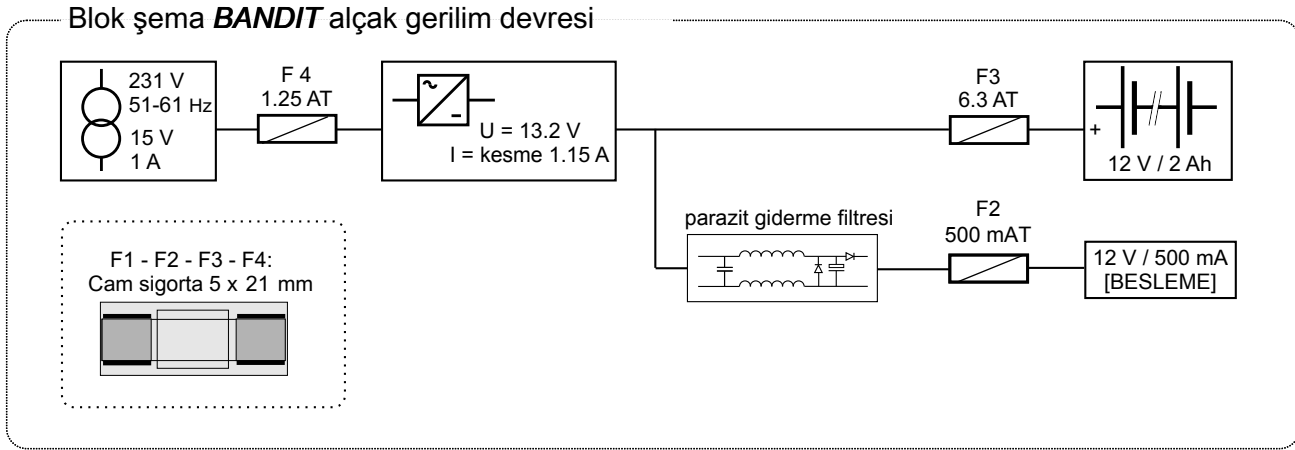 Blok şema BANDIT alçak gerilim devresi
231 V
51-61 Hz
15 V
1 A
F 4
1.25 AT
U = 13.2 V
I = kesme 1.15 A
F3
6.3 AT
+
12 V / 2 Ah
parazit giderme filtresi
F2
500 mAT
12 V / 500 mA
[BESLEME]
F1 - F2 - F3 - F4:
Cam sigorta 5 x 21 mm